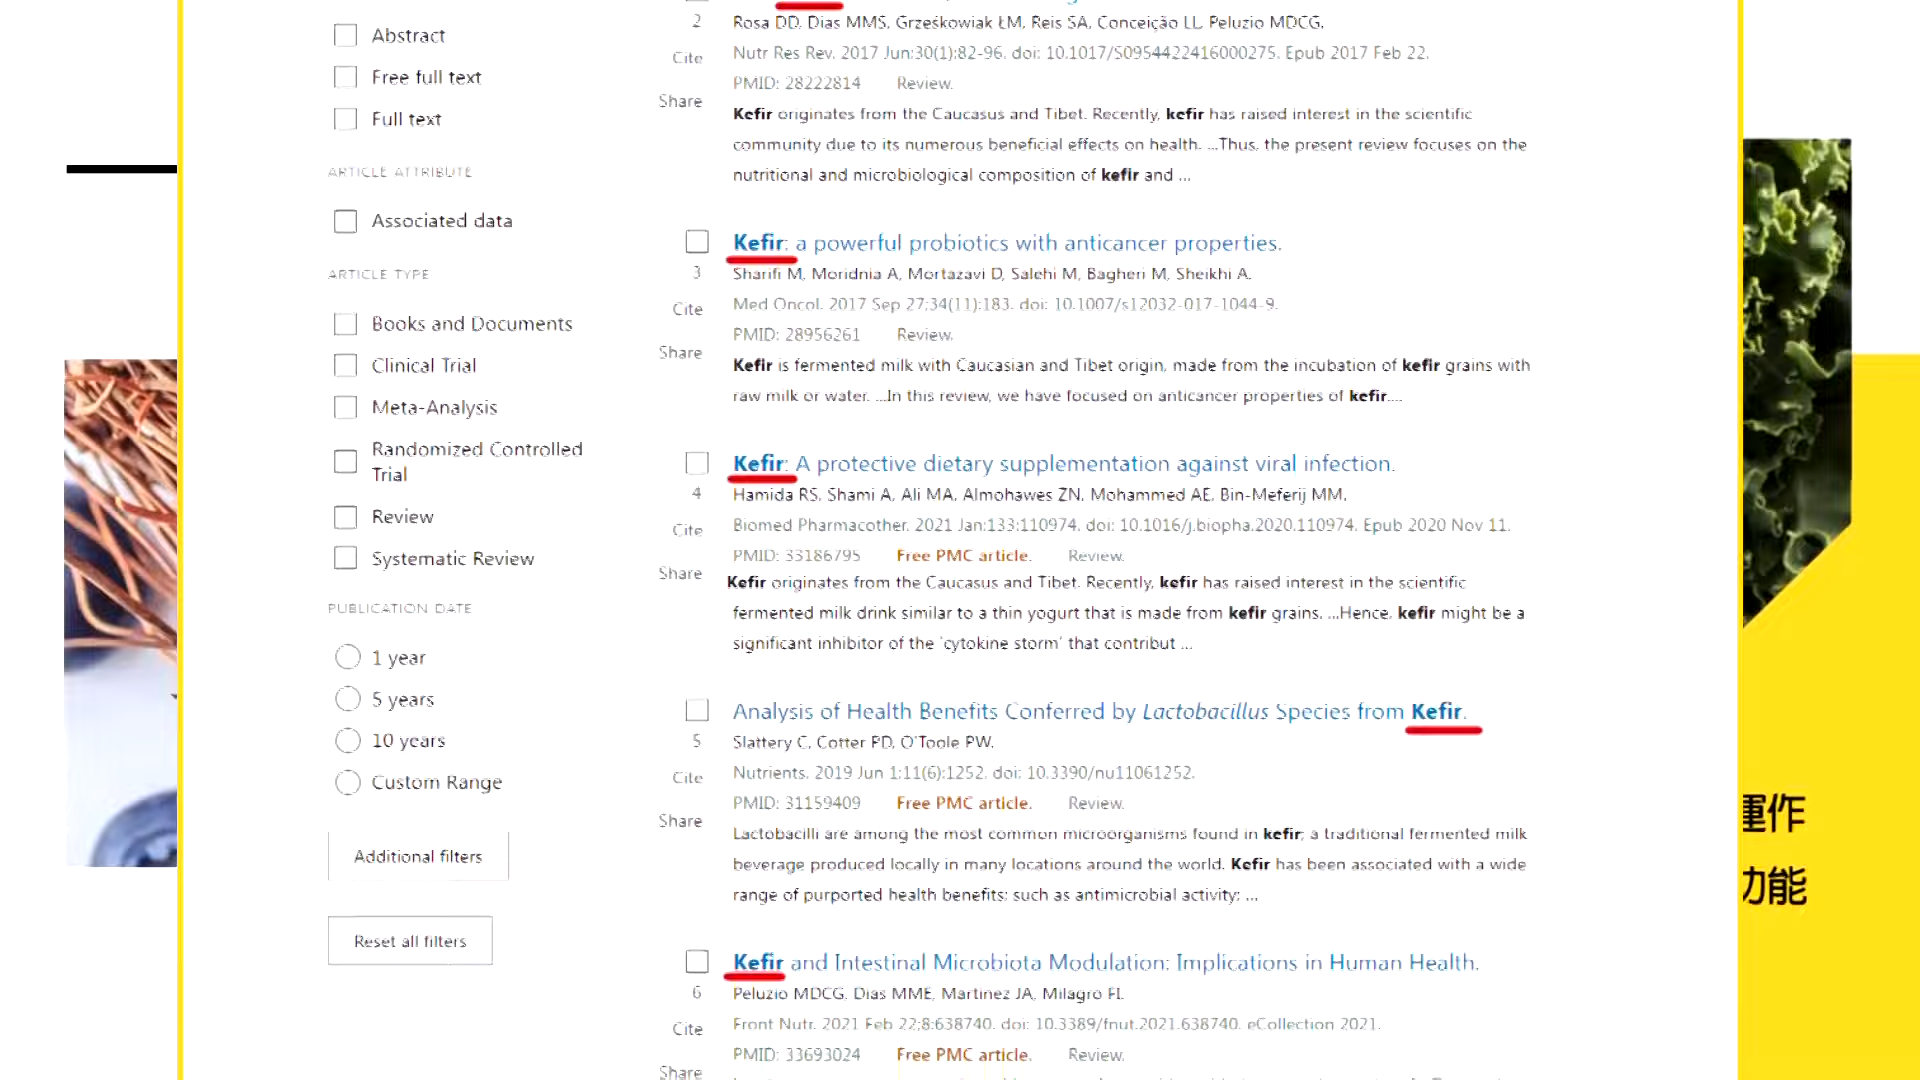 Abstract
Free full text
Full text
ARTICLE ATTRIBUTE
Associated data
ARTICLE TYPE
Books and Documents
Clinical Trial
Meta-Analysis
Randomized Controlled
Trial
Review
Systematic Review
PUBLICATION DATE
1 year
5 years
10 years
Custom Range
Additional filters
Reset all filters
2
Cite
Share
Rosa DD, Dias MMS, Grześkowiak ŁM, Reis SA, Conceição LL, Peluzio MDCG.
Nutr Res Rev. 2017 Jun;30(1):82-96. doi: 10.1017/S0954422416000275. Epub 2017 Feb 22.
PMID: 28222814 Review.
Kefir originates from the Caucasus and Tibet. Recently, kefir has raised interest in the scientific
community due to its numerous beneficial effects on health. ...Thus, the present review focuses on the
nutritional and microbiological composition of kefir and ...
Kefir: a powerful probiotics with anticancer properties.
3
Cite
Share
Sharifi M, Moridnia A, Mortazavi D, Salehi M, Bagheri M, Sheikhi A.
Med Oncol. 2017 Sep 27;34(11):183. doi: 10.1007/s12032-017-1044-9.
PMID: 28956261 Review.
Kefir is fermented milk with Caucasian and Tibet origin, made from the incubation of kefir grains with
raw milk or water. ...In this review, we have focused on anticancer properties of kefir....
Kefir: A protective dietary supplementation against viral infection.
4
Cite
Share
Hamida RS, Shami A, Ali MA, Almohawes ZN, Mohammed AE, Bin-Meferij MM.
Biomed Pharmacother. 2021 Jan;133:110974. doi: 10.1016/j.biopha.2020.110974. Epub 2020 Nov 11.
PMID: 33186795 Free PMC article. Review.
Kefir originates from the Caucasus and Tibet. Recently, kefir has raised interest in the scientific
fermented milk drink similar to a thin yogurt that is made from kefir grains. ...Hence, kefir might be a
significant inhibitor of the 'cytokine storm' that contribut ...
Analysis of Health Benefits Conferred by Lactobacillus Species from Kefir.
5
Cite
Share
Slattery C, Cotter PD, O'Toole PW.
Nutrients. 2019 Jun 1;11(6):1252. doi: 10.3390/nu11061252.
PMID: 31159409 Free PMC article. Review.
Lactobacilli are among the most common microorganisms found in kefir; a traditional fermented milk
beverage produced locally in many locations around the world. Kefir has been associated with a wide
range of purported health benefits; such as antimicrobial activity; ...
Kefir and Intestinal Microbiota Modulation: Implications in Human Health.
6
Cite
Share
Peluzio MDCG, Dias MME, Martinez JA, Milagro FI.
Front Nutr. 2021 Feb 22;8:638740. doi: 10.3389/fnut.2021.638740. eCollection 2021.
PMID: 33693024 Free PMC article. Review.
運作
功能